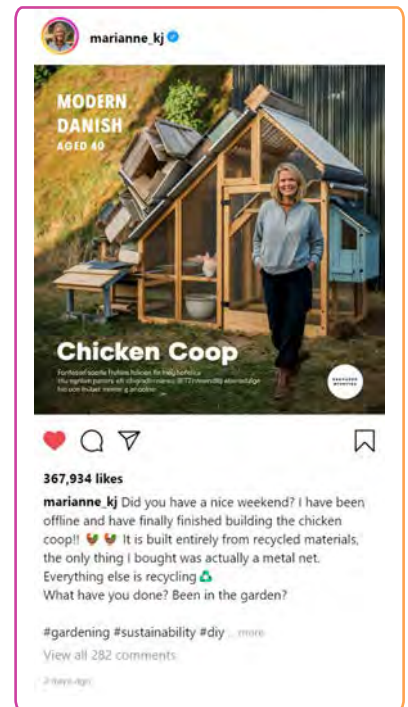 marianne_kj
MODERN
DANISH
AGED 40
Chicken Coop
367,934 likes
marianne_kj Did you have a nice weekend? I have been
offline and have finally finished building the chicken
coop!! 🐓 🐓 It is built entirely from recycled materials,
the only thing I bought was actually a metal net.
Everything else is recycling ♻️
What have you done? Been in the garden?
#gardening #sustainability #diy ... more
View all 282 comments
2 days ago